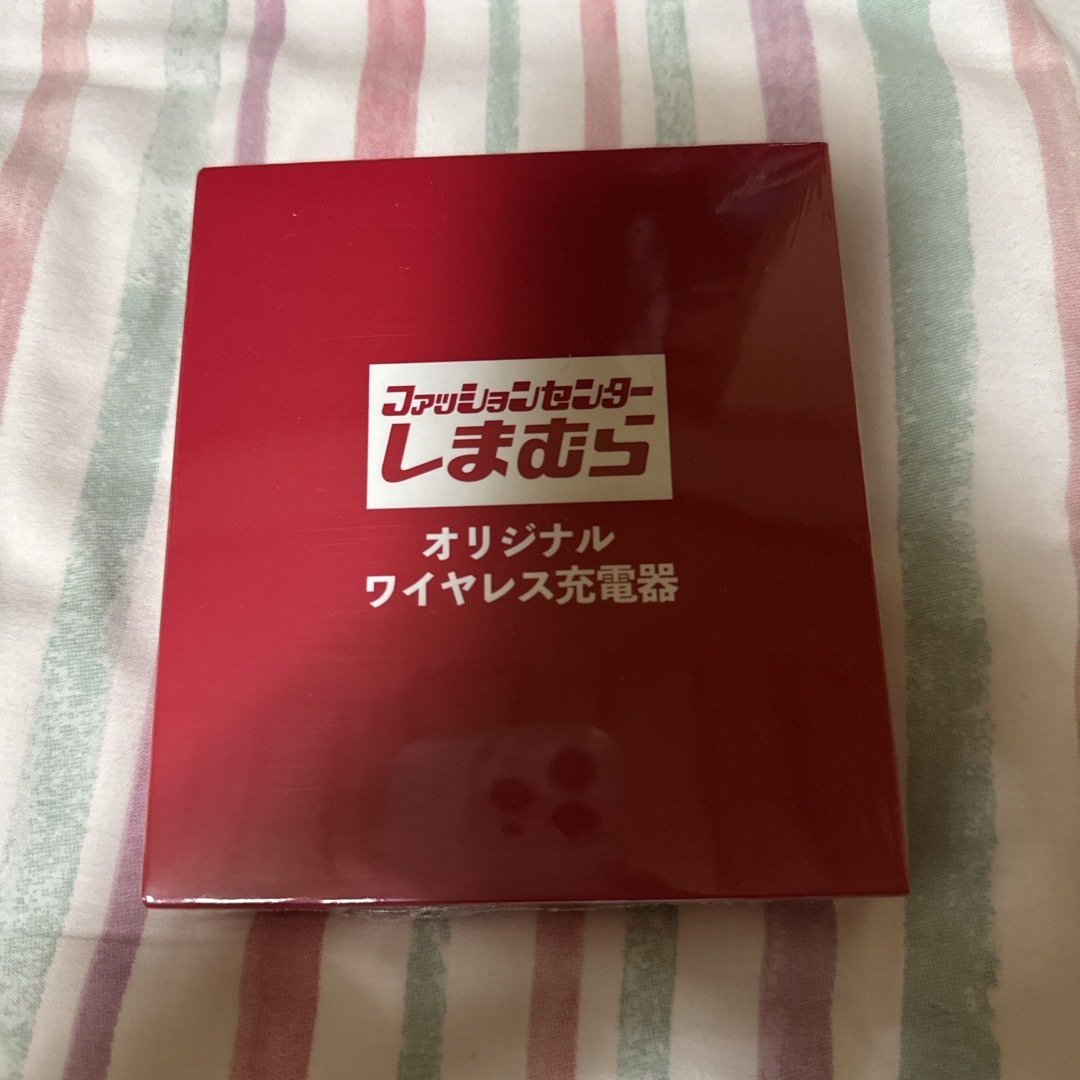 ファッションセンター
しまむら
オリジナル
ワイヤレス充電器